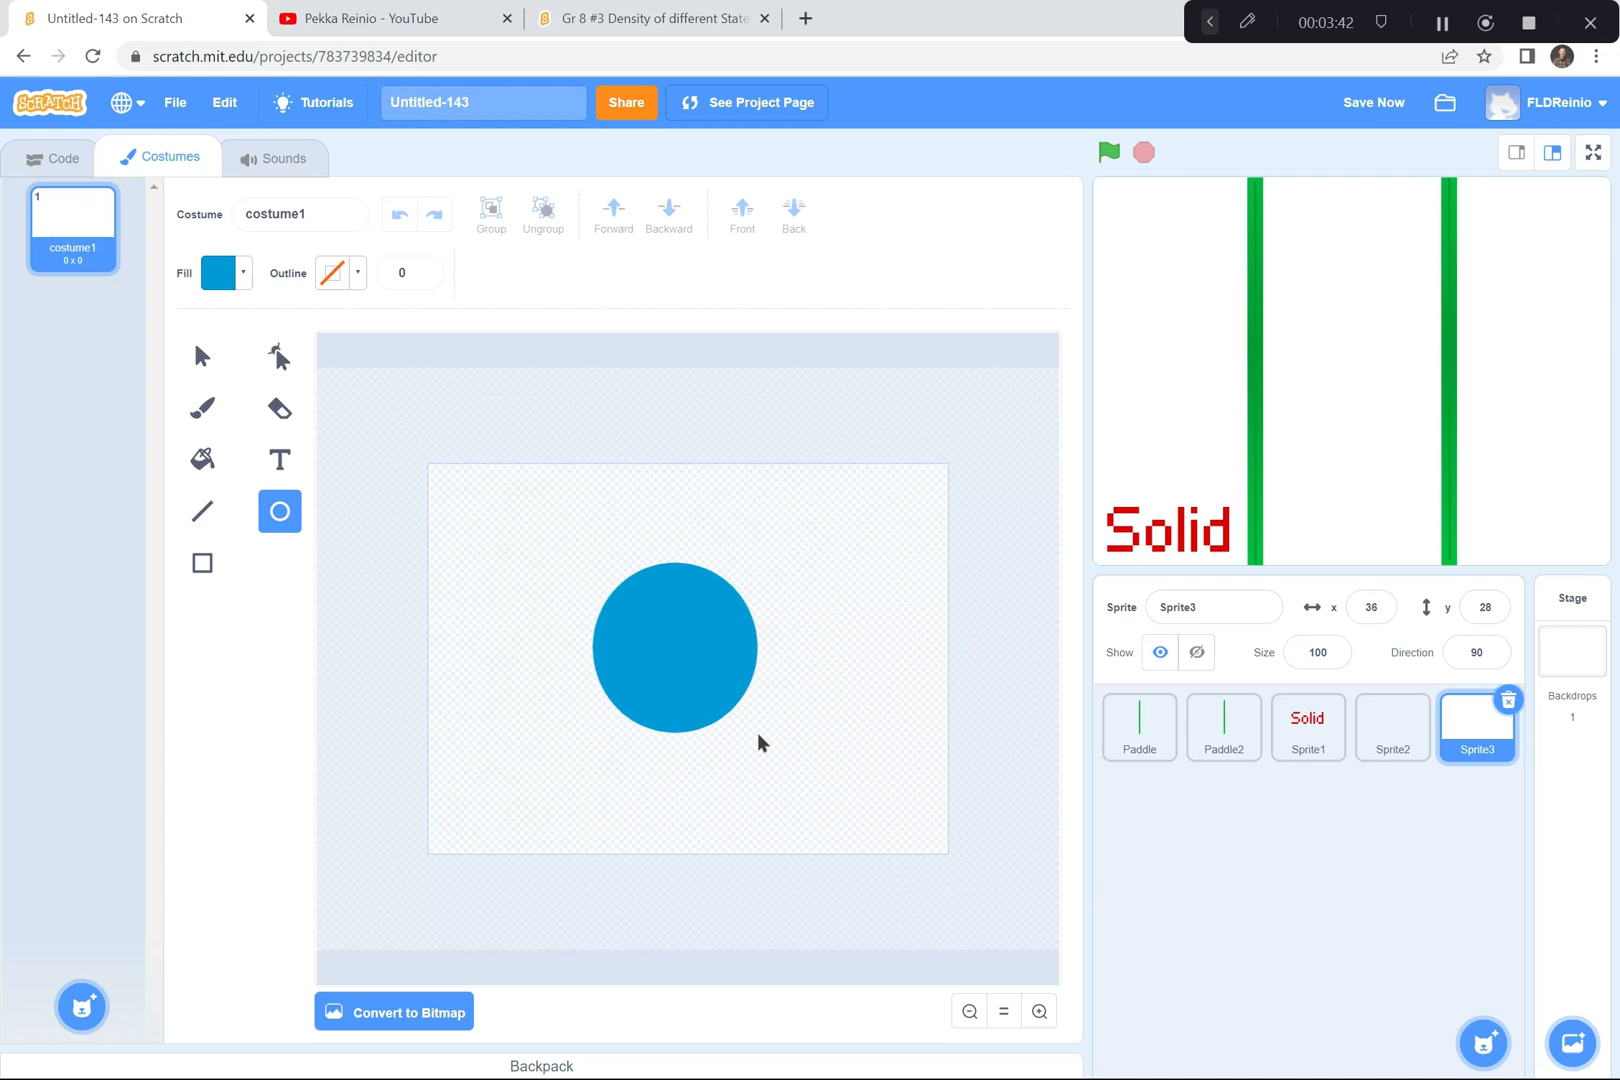 Untitled-143 on Scratch
Pekka Reinio - YouTube
Gr 8 #3 Density of different State
00:03:42
scratch.mit.edu/projects/783739834/editor
SCRATCH
File
Edit
Tutorials
Untitled-143
Share
See Project Page
Save Now
FLDReinio
Code
Costumes
Sounds
1
costume1
0 x 0
Costume
costume1
Group
Ungroup
Forward
Backward
Front
Back
Fill
Outline
0
Convert to Bitmap
Backpack
Solid
Sprite
Sprite3
x
36
y
28
Show
Size
100
Direction
90
Paddle
Paddle2
Solid
Sprite1
Sprite2
Sprite3
Stage
Backdrops
1